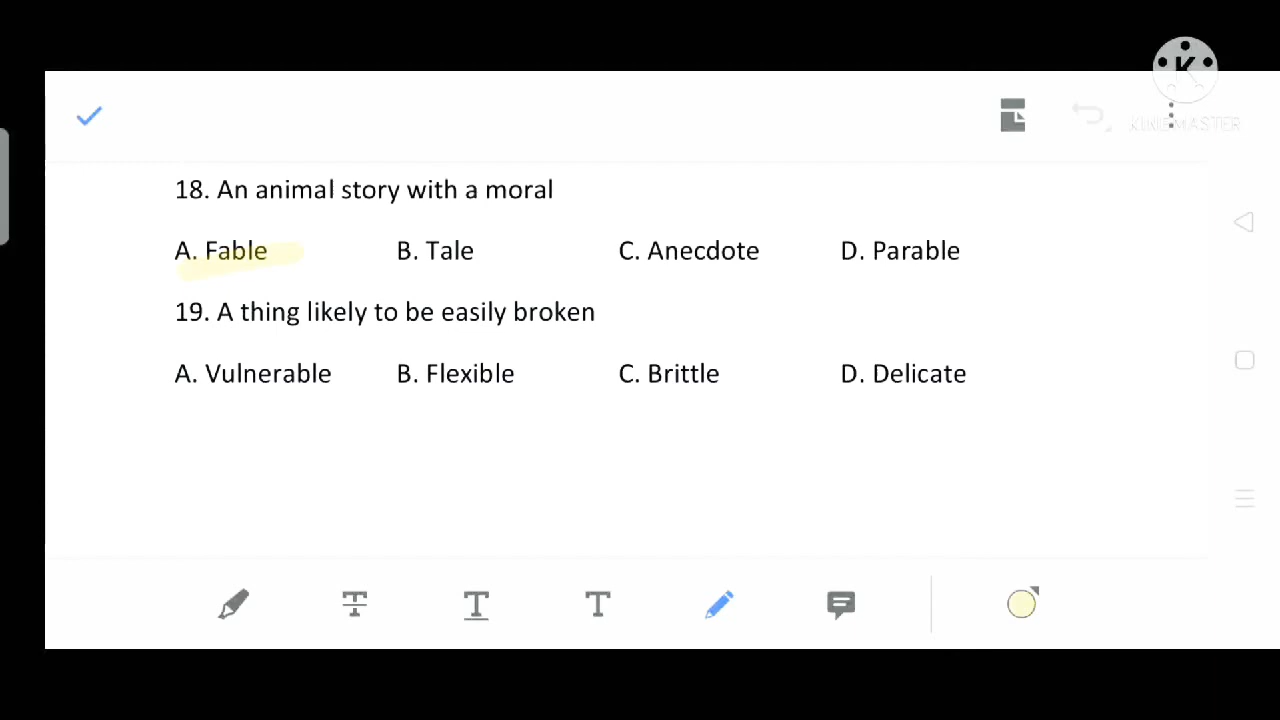 KINEMASTER
18. An animal story with a moral
A. Fable B. Tale C. Anecdote D. Parable
19. A thing likely to be easily broken
A. Vulnerable B. Flexible C. Brittle D. Delicate